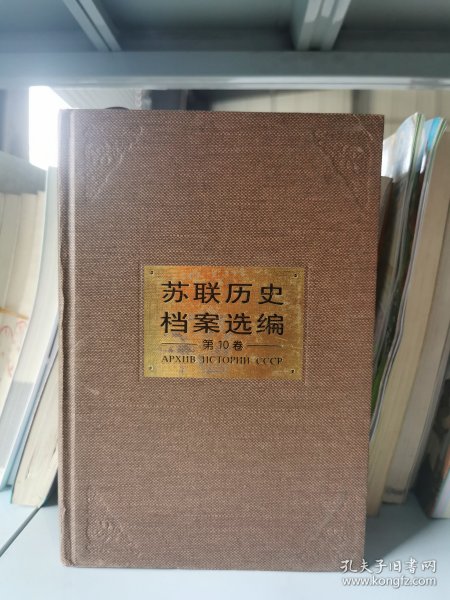 苏联历史
档案选编
第10卷
АРХИВ ИСТОРИИ СССР
孔夫子旧书网
www.kongfz.com